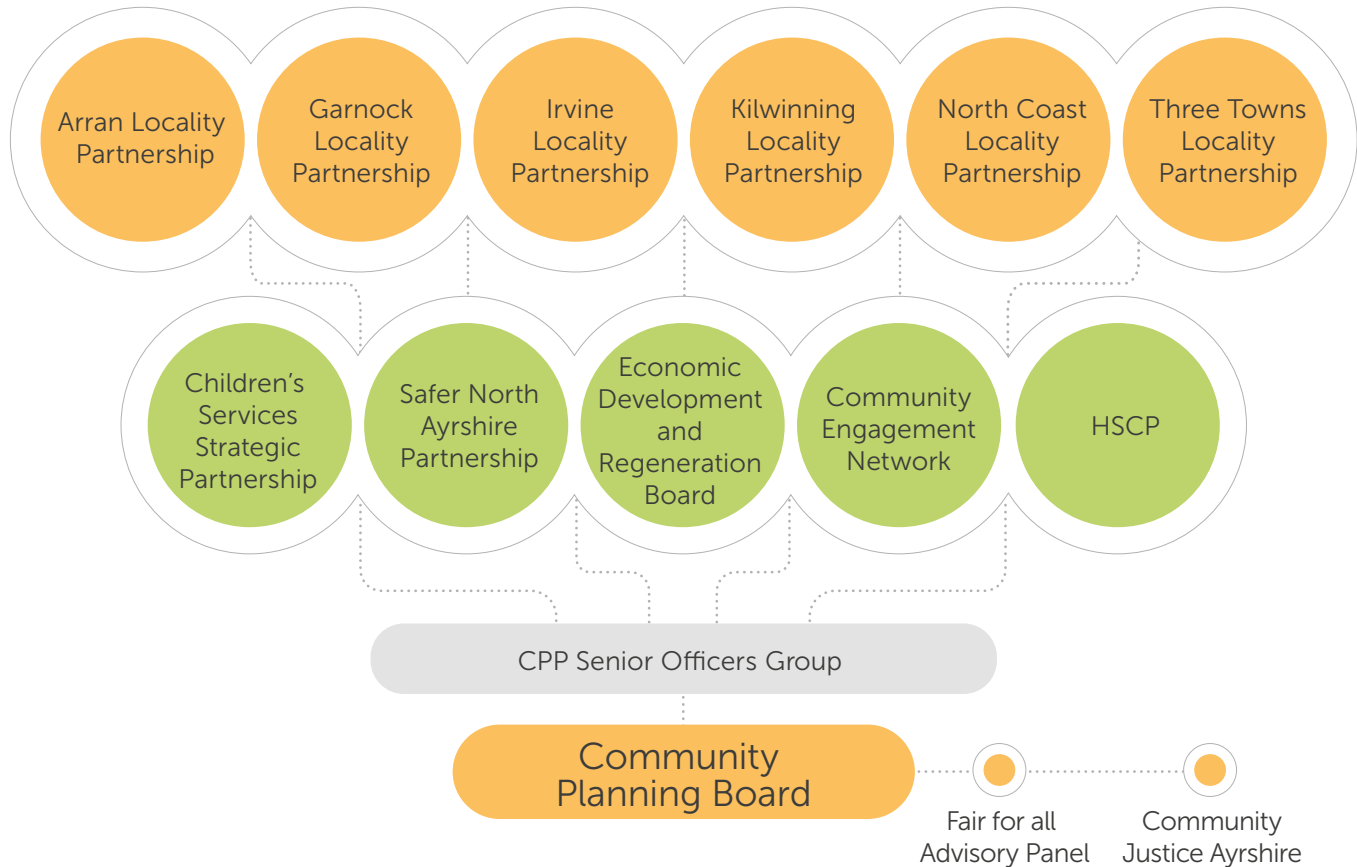 Arran Locality
Partnership
Garnock
Locality
Partnership
Irvine
Locality
Partnership
Kilwinning
Locality
Partnership
North Coast
Locality
Partnership
Three Towns
Locality
Partnership
Children’s
Services
Strategic
Partnership
Safer North
Ayrshire
Partnership
Economic
Development
and
Regeneration
Board
Community
Engagement
Network
HSCP
CPP Senior Officers Group
Community
Planning Board
Fair for all
Advisory Panel
Community
Justice Ayrshire